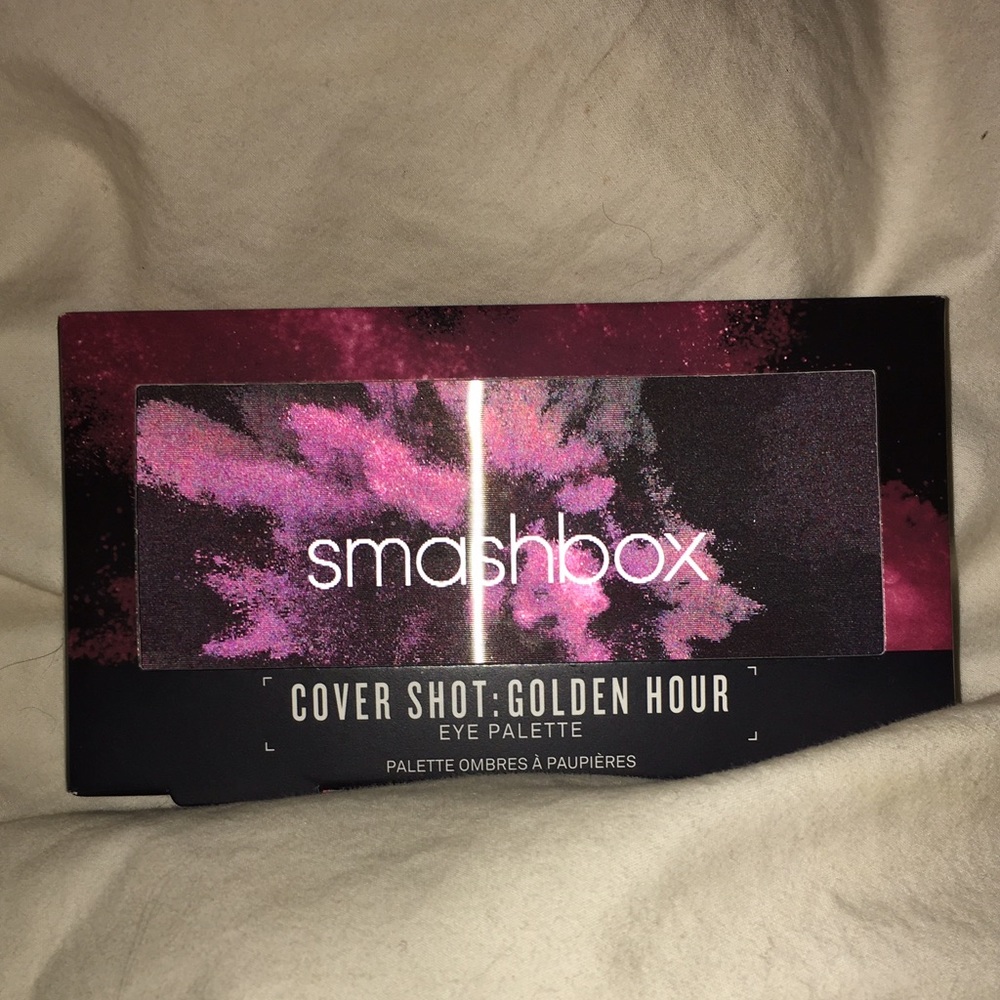 smashbox
COVER SHOT: GOLDEN HOUR
EYE PALETTE
PALETTE OMBRES À PAUPIÈRES